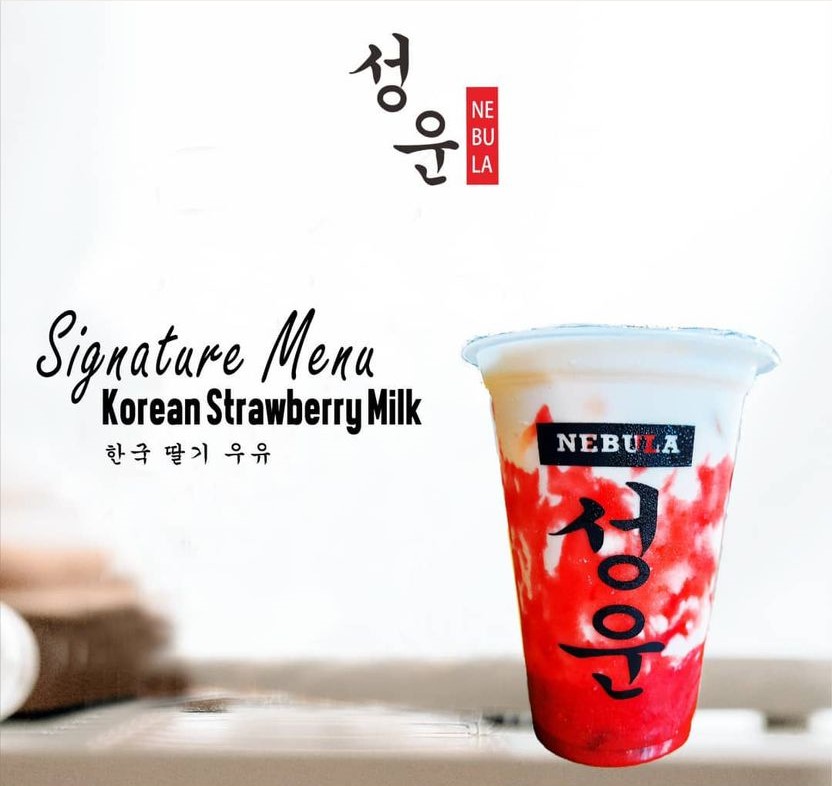 성
운
NE
BU
LA
Signature Menu
Korean Strawberry Milk
한국 딸기 우유
NEBULA
성
운